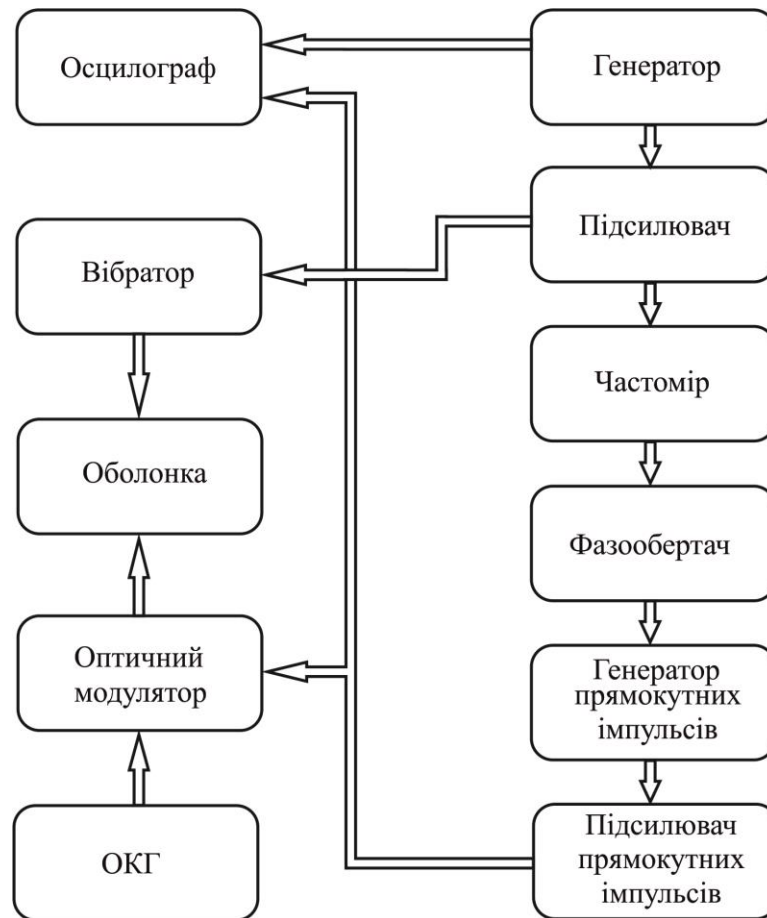 Осцилограф
Генератор
Підсилювач
Вібратор
Частомір
Оболонка
Фазообертач
Оптичний
модулятор
Генератор
прямокутних
імпульсів
ОКГ
Підсилювач
прямокутних
імпульсів